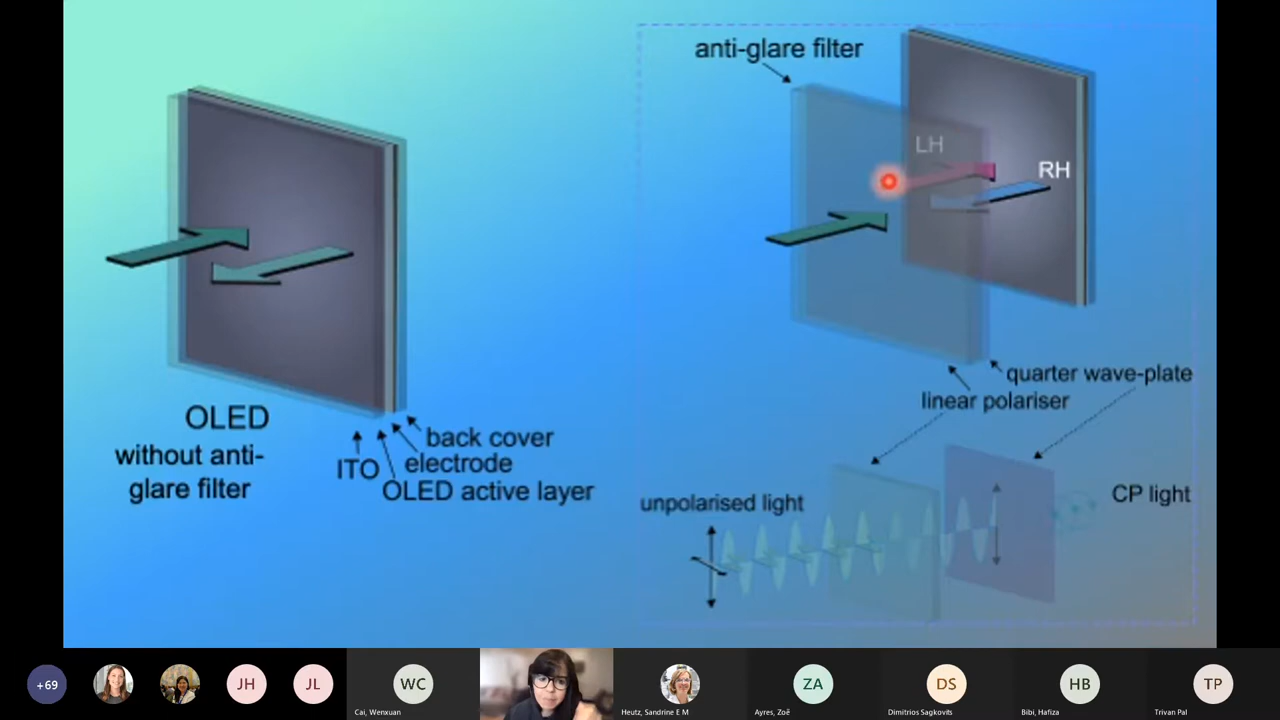 anti-glare filter
LH
RH
OLED
without anti-
glare filter
ITO
back cover
electrode
OLED active layer
quarter wave-plate
linear polariser
unpolarised light
CP light
+69
JH
JL
WC
Cai, Wenxuan
Heutz, Sandrine E M
ZA
Ayres, Zoë
DS
Dimitrios Sagkovits
HB
Bibi, Hafiza
TP
Trivan Pal